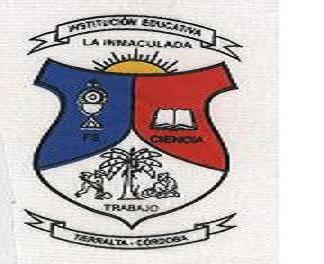 INSTITUCIÓN EDUCATIVA
LA INMACULADA
FE
CIENCIA
TRABAJO
TIERRALTA - CÓRDOBA